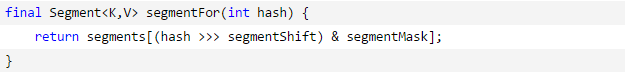 final Segment<K,V> segmentFor(int hash) {
    return segments[(hash >>> segmentShift) & segmentMask];
}